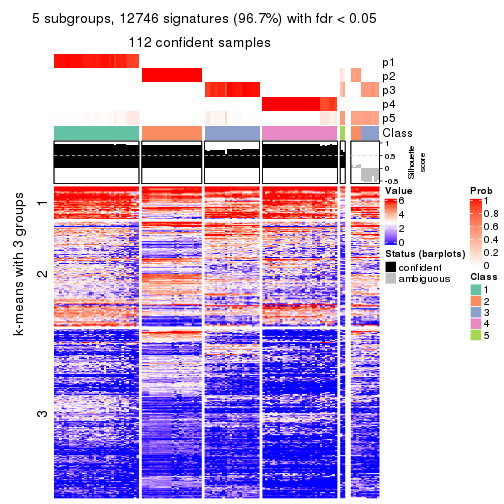 5 subgroups, 12746 signatures (96.7%) with fdr < 0.05
112 confident samples
p1
p2
p3
p4
p5
Class
1
0.5
0
-0.5
Silhouette
score
k-means with 3 groups
1
2
3
Value
6
4
2
0
Status (barplots)
confident
ambiguous
Prob
1
0.8
0.6
0.4
0.2
0
Class
1
2
3
4
5